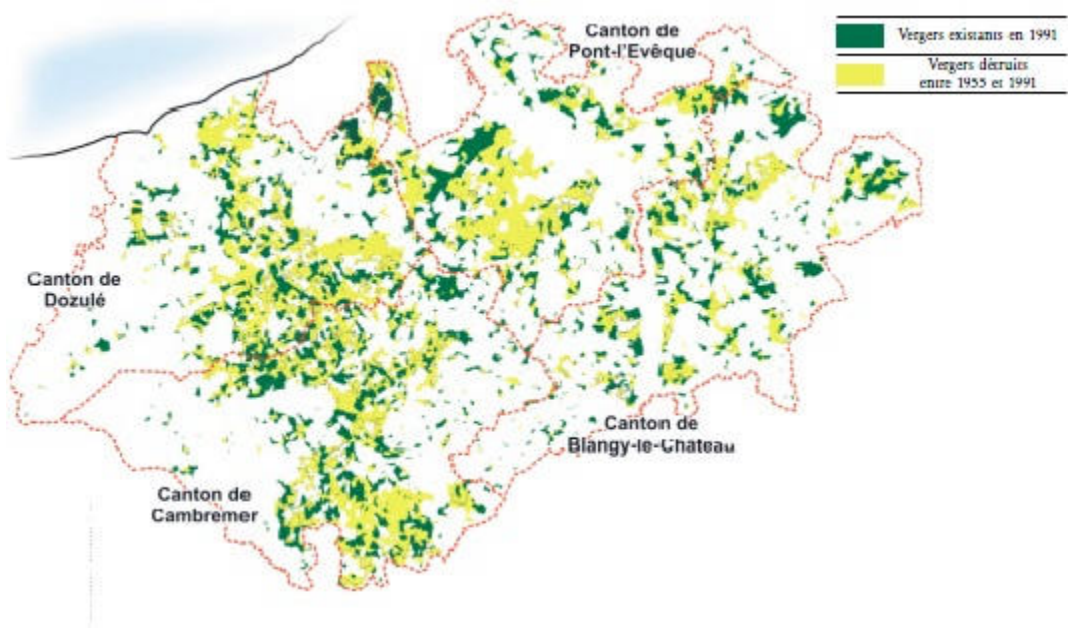 Canton de
Pont-l'Evêque
Vergers existants en 1991
Vergers détruits
entre 1955 et 1991
Canton de
Dozulé
Canton de
Blangy-le-Château
Canton de
Cambremer